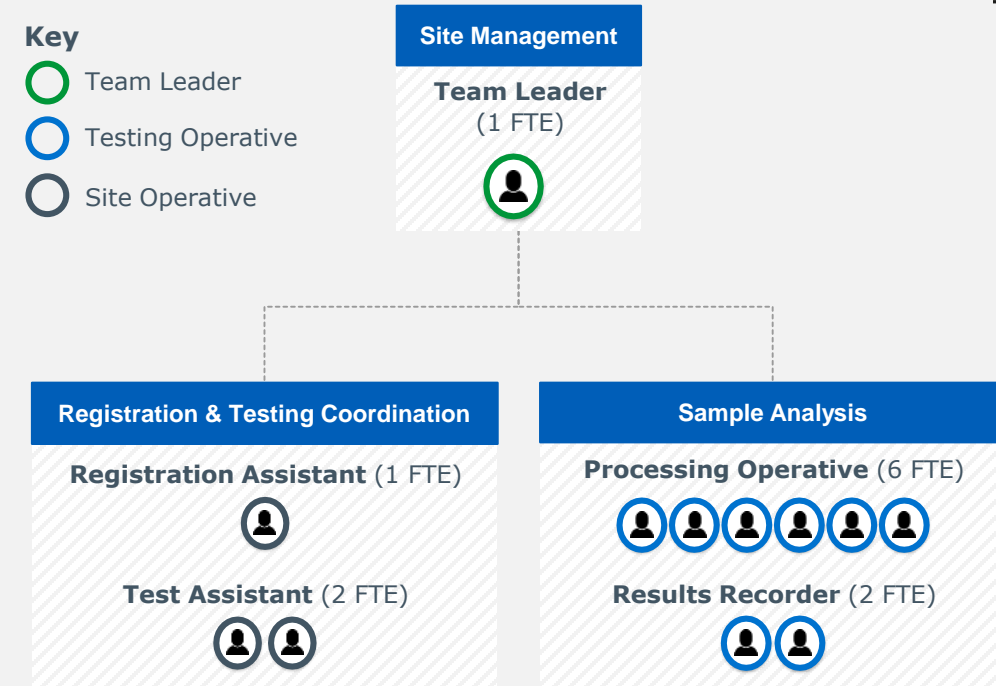 Key
Team Leader
Testing Operative
Site Operative
Site Management
Team Leader
(1 FTE)
Registration & Testing Coordination
Registration Assistant (1 FTE)
Test Assistant (2 FTE)
Sample Analysis
Processing Operative (6 FTE)
Results Recorder (2 FTE)